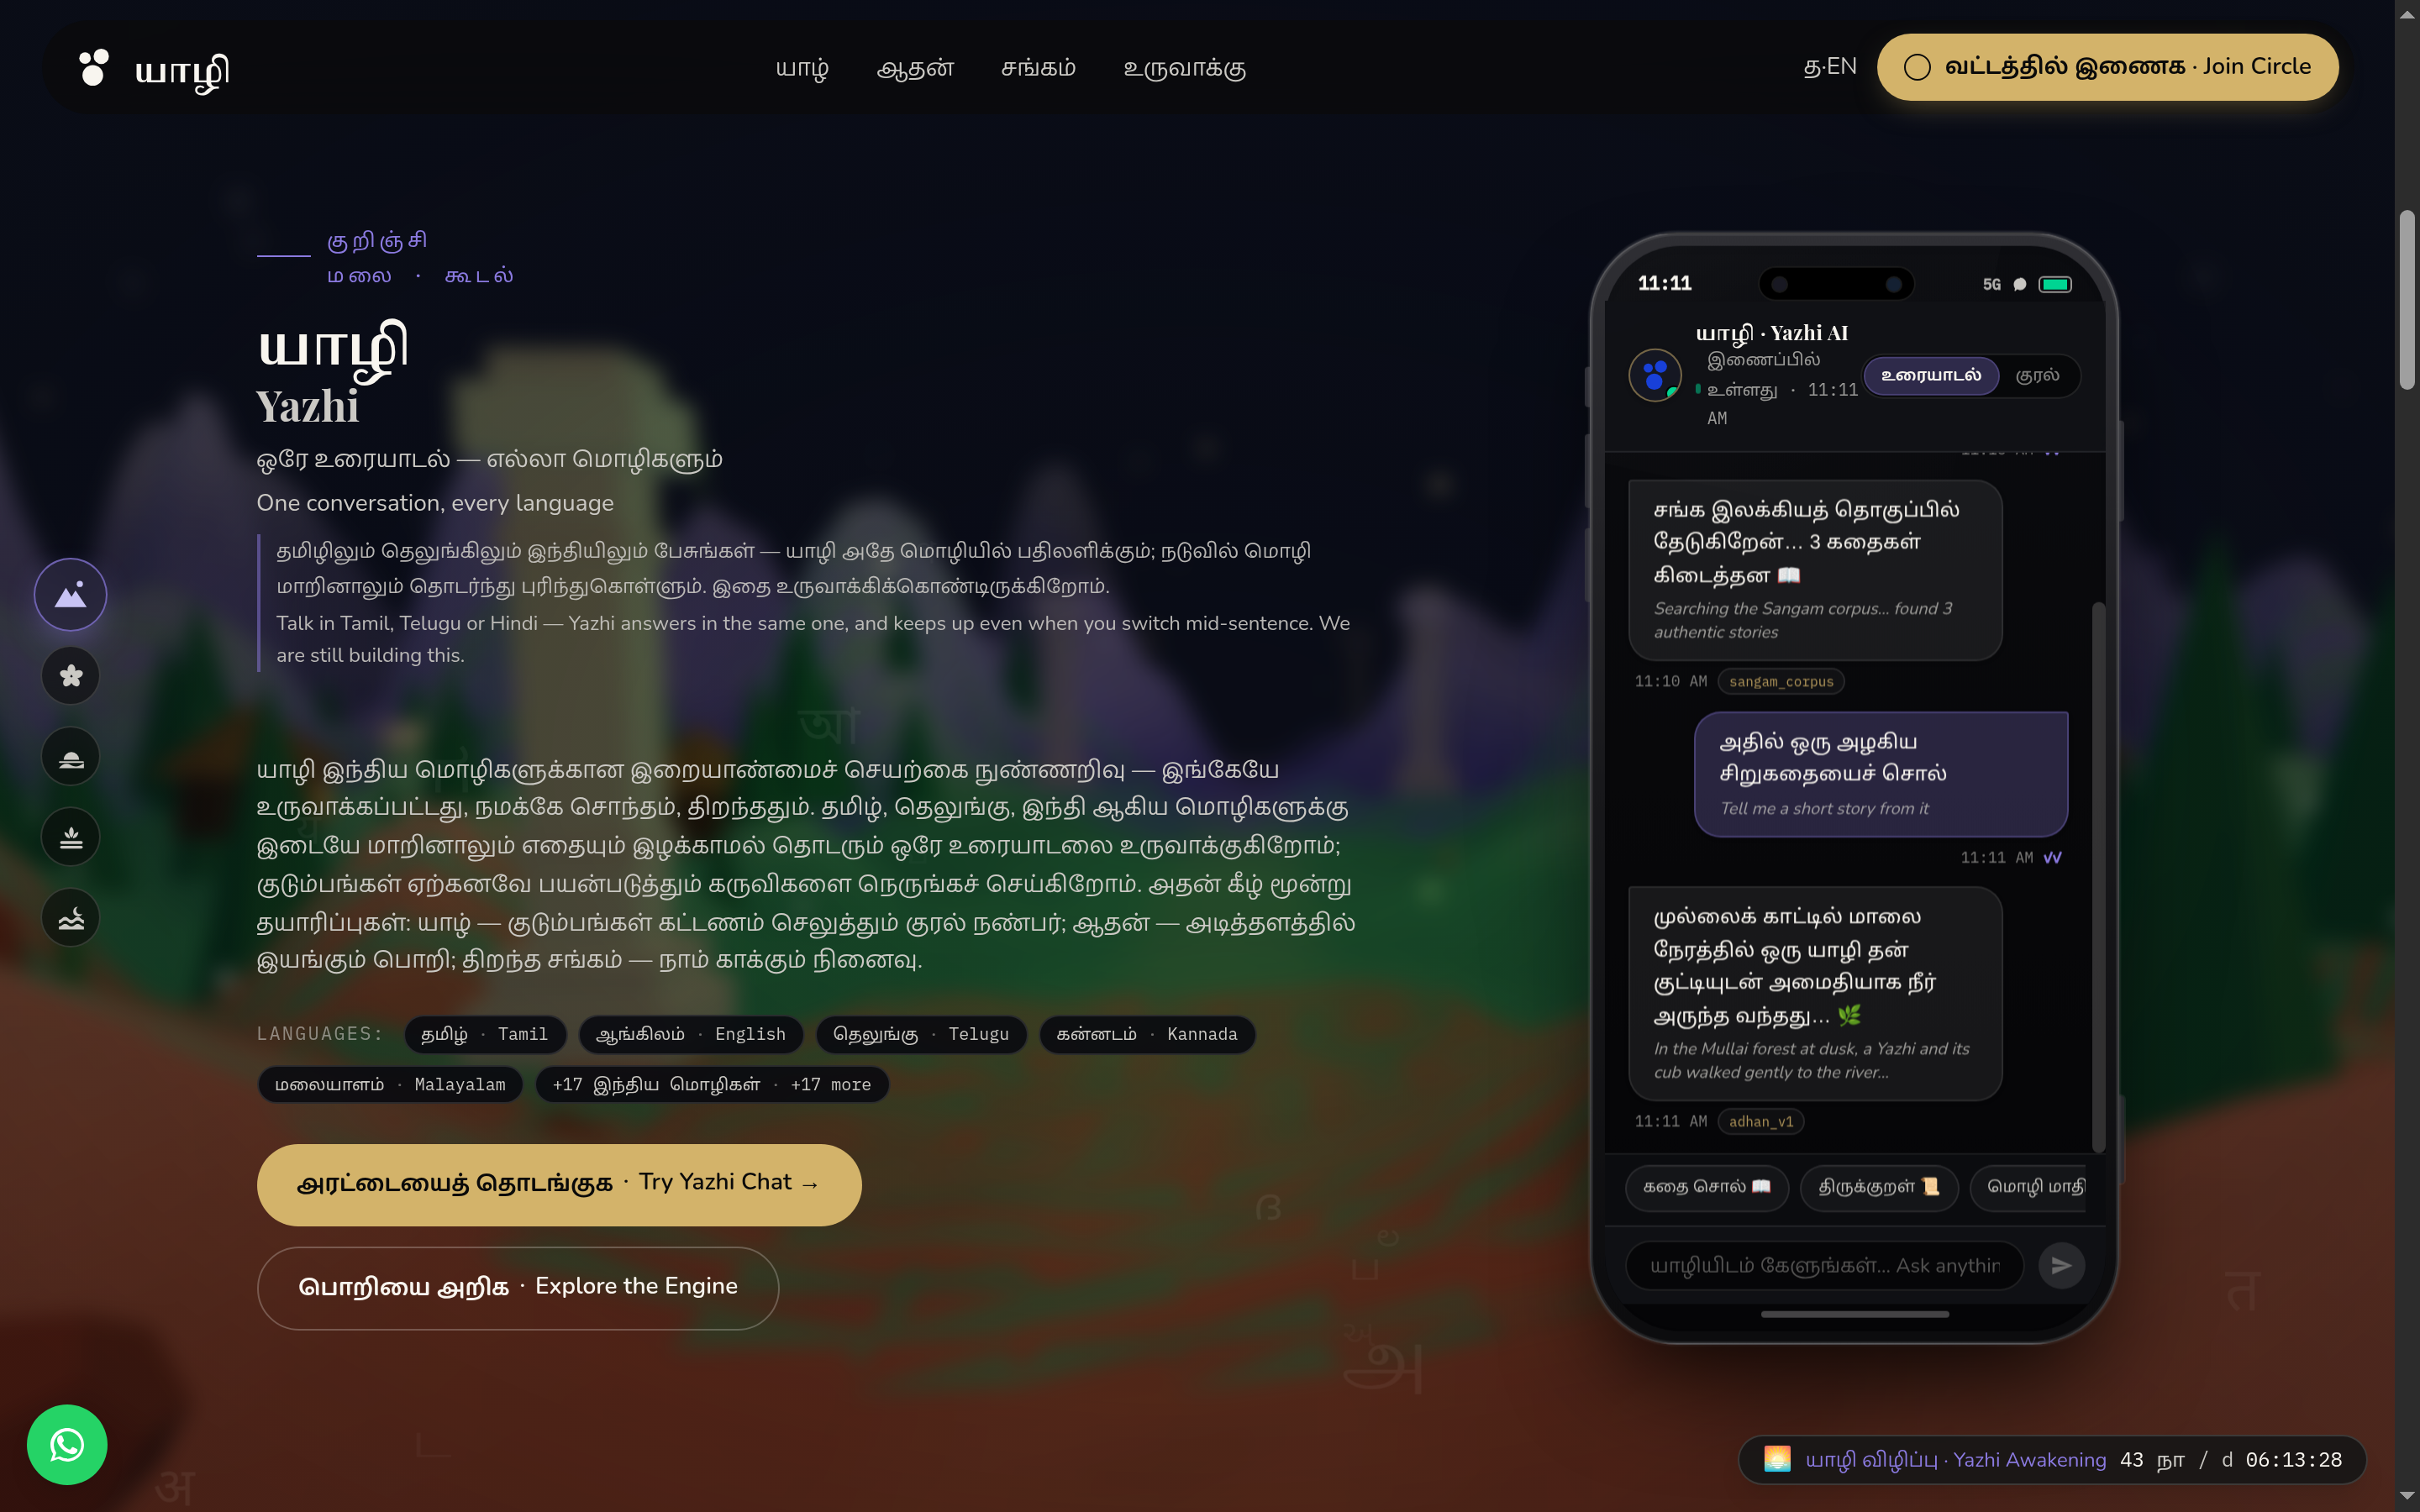 யாழி
யாழ் ஆதன் சங்கம் உருவாக்கு
த·EN
வட்டத்தில் இணைக · Join Circle
குறிஞ்சி
மலை · கூடல்
யாழி
Yazhi
ஒரே உரையாடல் — எல்லா மொழிகளும்
One conversation, every language
தமிழிலும் தெலுங்கிலும் இந்தியிலும் பேசுங்கள் — யாழி அதே மொழியில் பதிலளிக்கும்; நடுவில் மொழி
மாறினாலும் தொடர்ந்து புரிந்துகொள்ளும். இதை உருவாக்கிக்கொண்டிருக்கிறோம்.
Talk in Tamil, Telugu or Hindi — Yazhi answers in the same one, and keeps up even when you switch mid-sentence. We
are still building this.
யாழி இந்திய மொழிகளுக்கான இறையாண்மைச் செயற்கை நுண்ணறிவு — இங்கேயே
உருவாக்கப்பட்டது, நமக்கே சொந்தம், திறந்ததும். தமிழ், தெலுங்கு, இந்தி ஆகிய மொழிகளுக்கு
இடையே மாறினாலும் எதையும் இழக்காமல் தொடரும் ஒரே உரையாடலை உருவாக்குகிறோம்;
குடும்பங்கள் ஏற்கனவே பயன்படுத்தும் கருவிகளை நெருங்கச் செய்கிறோம். அதன் கீழ் மூன்று
தயாரிப்புகள்: யாழ் — குடும்பங்கள் கட்டணம் செலுத்தும் குரல் நண்பர்; ஆதன் — அடித்தளத்தில்
இயங்கும் பொறி; திறந்த சங்கம் — நாம் காக்கும் நினைவு.
LANGUAGES: தமிழ் · Tamil ஆங்கிலம் · English தெலுங்கு · Telugu கன்னடம் · Kannada
மலையாளம் · Malayalam +17 இந்திய மொழிகள் · +17 more
அரட்டையைத் தொடங்குக · Try Yazhi Chat →
பொறியை அறிக · Explore the Engine
11:11 5G
யாழி · Yazhi AI
இணைப்பில்
உள்ளது · 11:11
AM
உரையாடல் குரல்
சங்க இலக்கியத் தொகுப்பில்
தேடுகிறேன்... 3 கதைகள்
கிடைத்தன 📖
Searching the Sangam corpus... found 3
authentic stories
11:10 AM sangam_corpus
அதில் ஒரு அழகிய
சிறுகதையைச் சொல்
Tell me a short story from it
11:11 AM
முல்லைக் காட்டில் மாலை
நேரத்தில் ஒரு யாழி தன்
குட்டியுடன் அமைதியாக நீர்
அருந்த வந்தது... 🌿
In the Mullai forest at dusk, a Yazhi and its
cub walked gently to the river...
11:11 AM adhan_v1
கதை சொல் 📖 திருக்குறள் 📜 மொழி மாதி
யாழியிடம் கேளுங்கள்... Ask anythin
ஆ
த
ப
அ
त
अ
யாழி விழிப்பு · Yazhi Awakening 43 நா / d 06:13:28